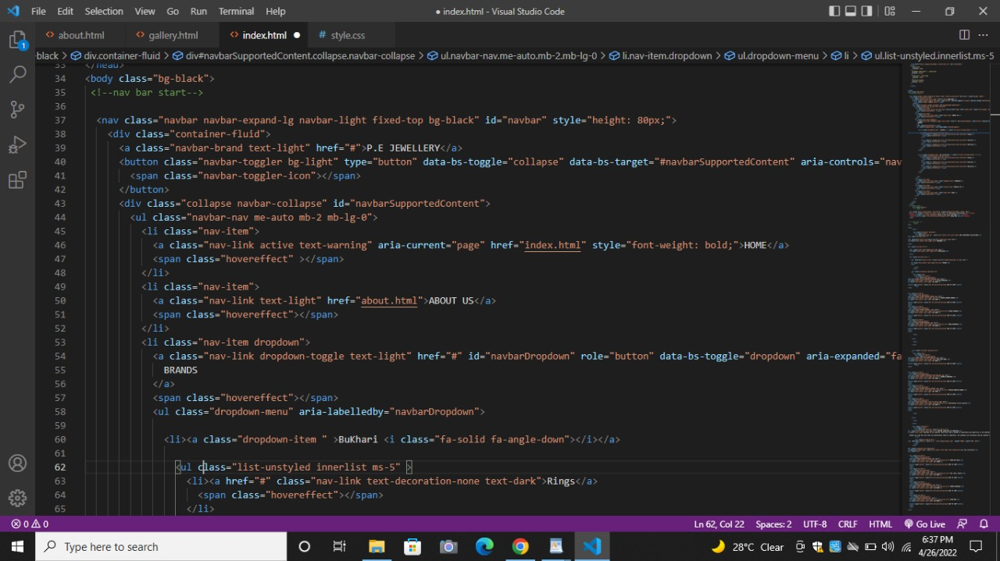 File Edit Selection View Go Run Terminal Help
● index.html - Visual Studio Code
about.html gallery.html index.html ● # style.css
-black > div.container-fluid > div#navbarSupportedContent.collapse.navbar-collapse > ul.navbar-nav.me-auto.mb-2.mb-lg-0 > li.nav-item.dropdown > ul.dropdown-menu > li > ul.list-unstyled.innerlist.ms-5
33 </head>
34 <body class="bg-black">
35 <!--nav bar start-->
36
37 <nav class="navbar navbar-expand-lg navbar-light fixed-top bg-black" id="navbar" style="height: 80px;">
38 <div class="container-fluid">
39 <a class="navbar-brand text-light" href="#">P.E JEWELLERY</a>
40 <button class="navbar-toggler bg-light" type="button" data-bs-toggle="collapse" data-bs-target="#navbarSupportedContent" aria-controls="nav
41 <span class="navbar-toggler-icon"></span>
42 </button>
43 <div class="collapse navbar-collapse" id="navbarSupportedContent">
44 <ul class="navbar-nav me-auto mb-2 mb-lg-0">
45 <li class="nav-item">
46 <a class="nav-link active text-warning" aria-current="page" href="index.html" style="font-weight: bold;">HOME</a>
47 <span class="hovereffect" ></span>
48 </li>
49 <li class="nav-item">
50 <a class="nav-link text-light" href="about.html">ABOUT US</a>
51 <span class="hovereffect"></span>
52 </li>
53 <li class="nav-item dropdown">
54 <a class="nav-link dropdown-toggle text-light" href="#" id="navbarDropdown" role="button" data-bs-toggle="dropdown" aria-expanded="fa
55 BRANDS
56 </a>
57 <span class="hovereffect"></span>
58 <ul class="dropdown-menu" aria-labelledby="navbarDropdown">
59
60 <li><a class="dropdown-item " >BuKhati <i class="fa-solid fa-angle-down"></i></a>
61
62 <ul class="list-unstyled innerlist ms-5" >
63 <li><a href="#" class="nav-link text-decoration-none text-dark">Rings</a>
64 <span class="hovereffect"></span>
65 </li>
1
0 0 Ln 62, Col 22 Spaces: 2 UTF-8 CRLF HTML Go Live
Type here to search
28°C Clear
6:37 PM
4/26/2022